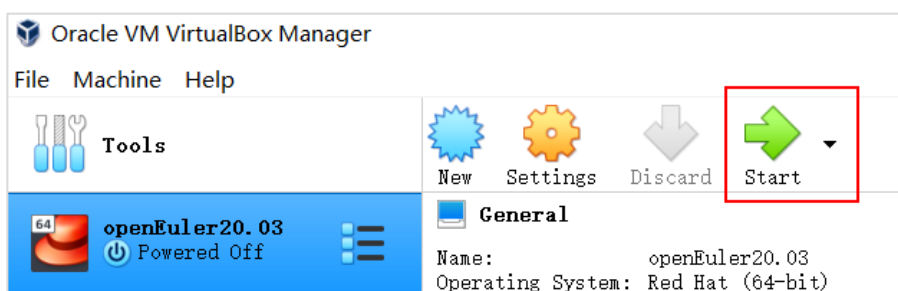 Oracle VM VirtualBox Manager
File Machine Help
Tools
New Settings Discard Start
64
openEuler20.03
Powered Off
General
Name: openEuler20.03
Operating System: Red Hat (64-bit)